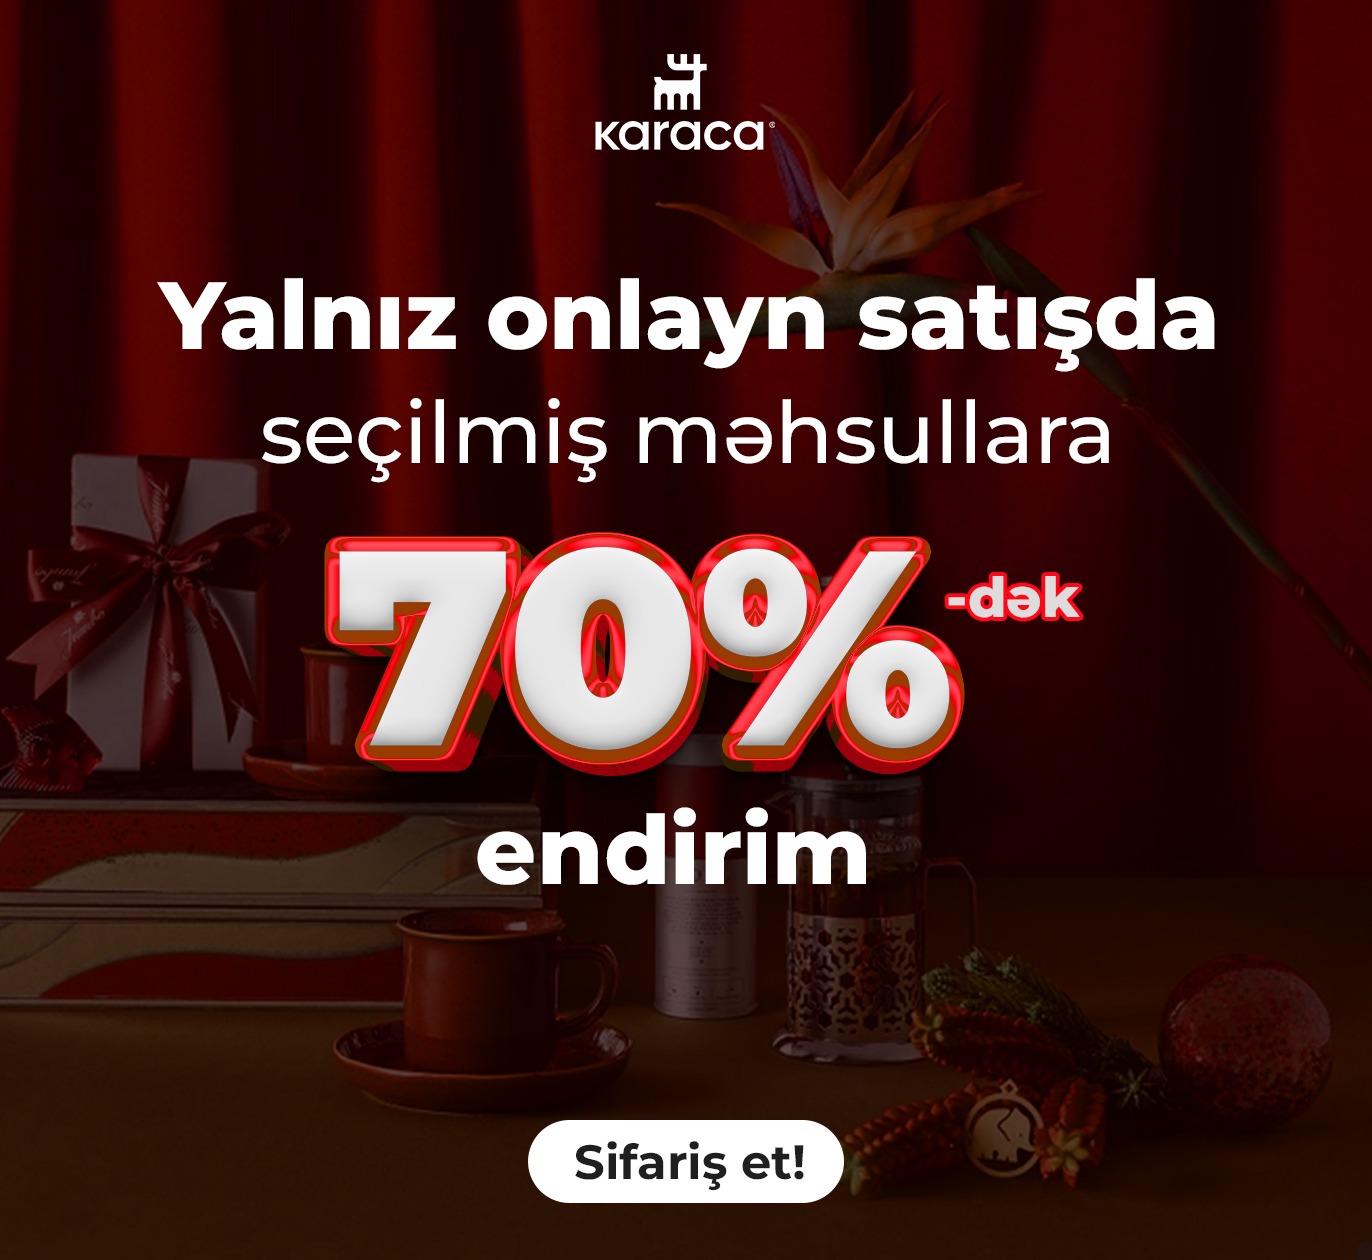 karaca
Yalnız onlayn satışda
seçilmiş məhsullara
70% -dək
endirim
Sifariş et!